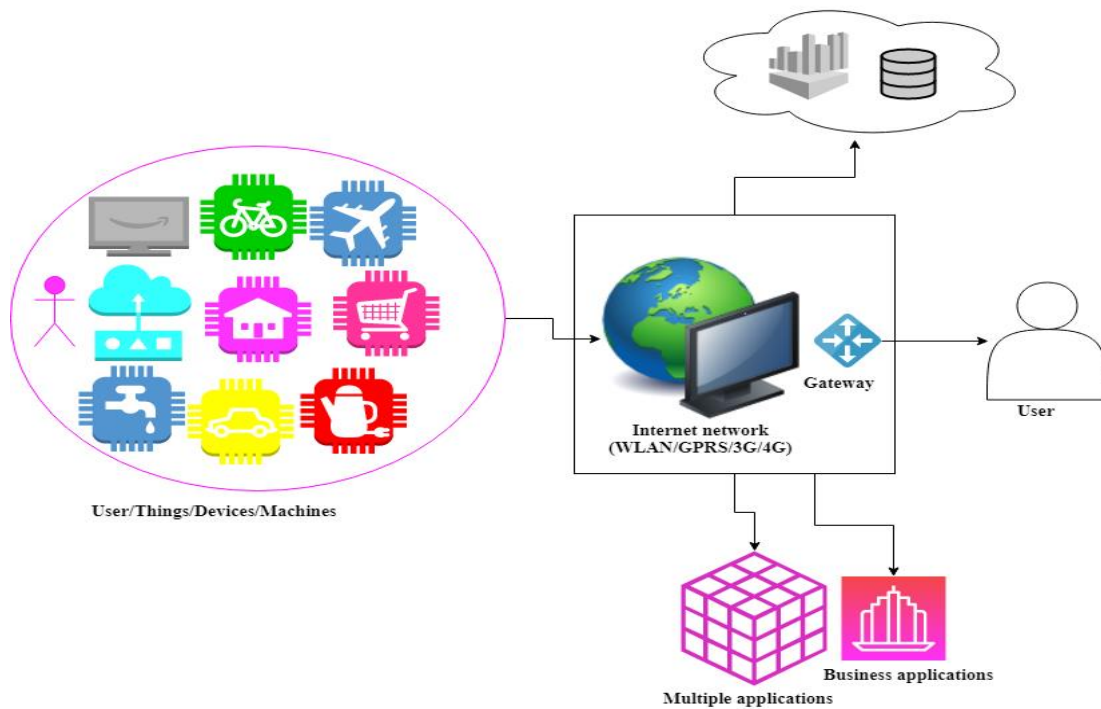 User/Things/Devices/Machines
Internet network
(WLAN/GPRS/3G/4G)
Gateway
User
Multiple applications
Business applications